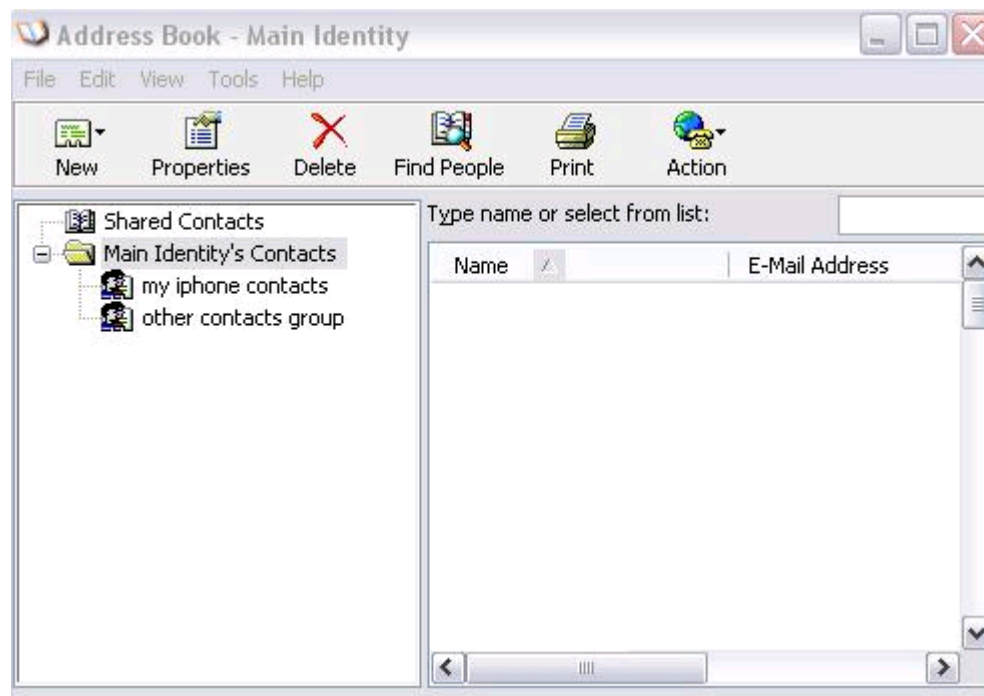 Address Book - Main Identity
File Edit View Tools Help
New Properties Delete Find People Print Action
Shared Contacts
Main Identity's Contacts
my iphone contacts
other contacts group
Type name or select from list:
Name E-Mail Address